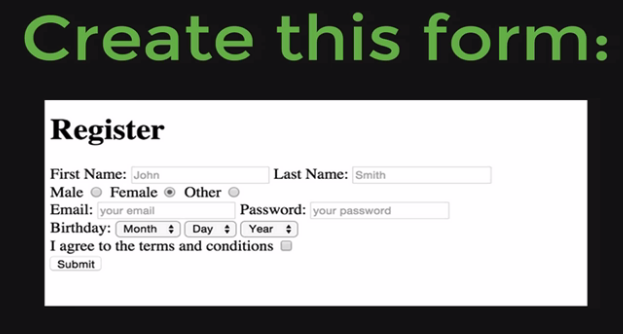 Create this form:
Register
First Name: John Last Name: Smith
Male Female Other
Email: your email Password: your password
Birthday: Month Day Year
I agree to the terms and conditions
Submit